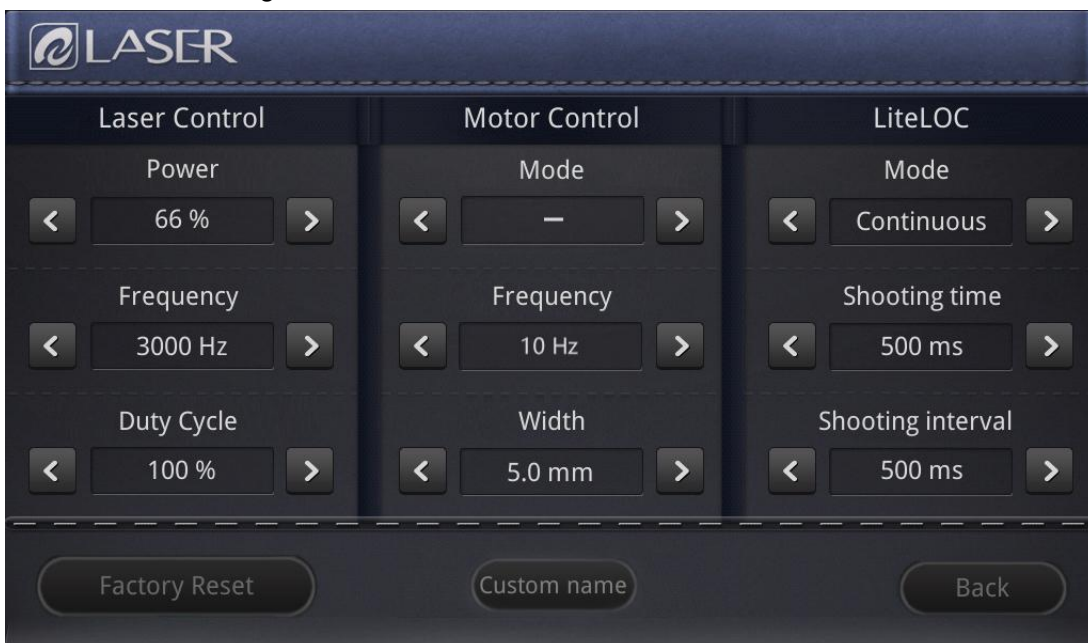 LASER
Laser Control
Motor Control
LiteLOC
Power
Mode
Mode
< 66 % >
< – >
< Continuous >
Frequency
Frequency
Shooting time
< 3000 Hz >
< 10 Hz >
< 500 ms >
Duty Cycle
Width
Shooting interval
< 100 % >
< 5.0 mm >
< 500 ms >
Factory Reset
Custom name
Back